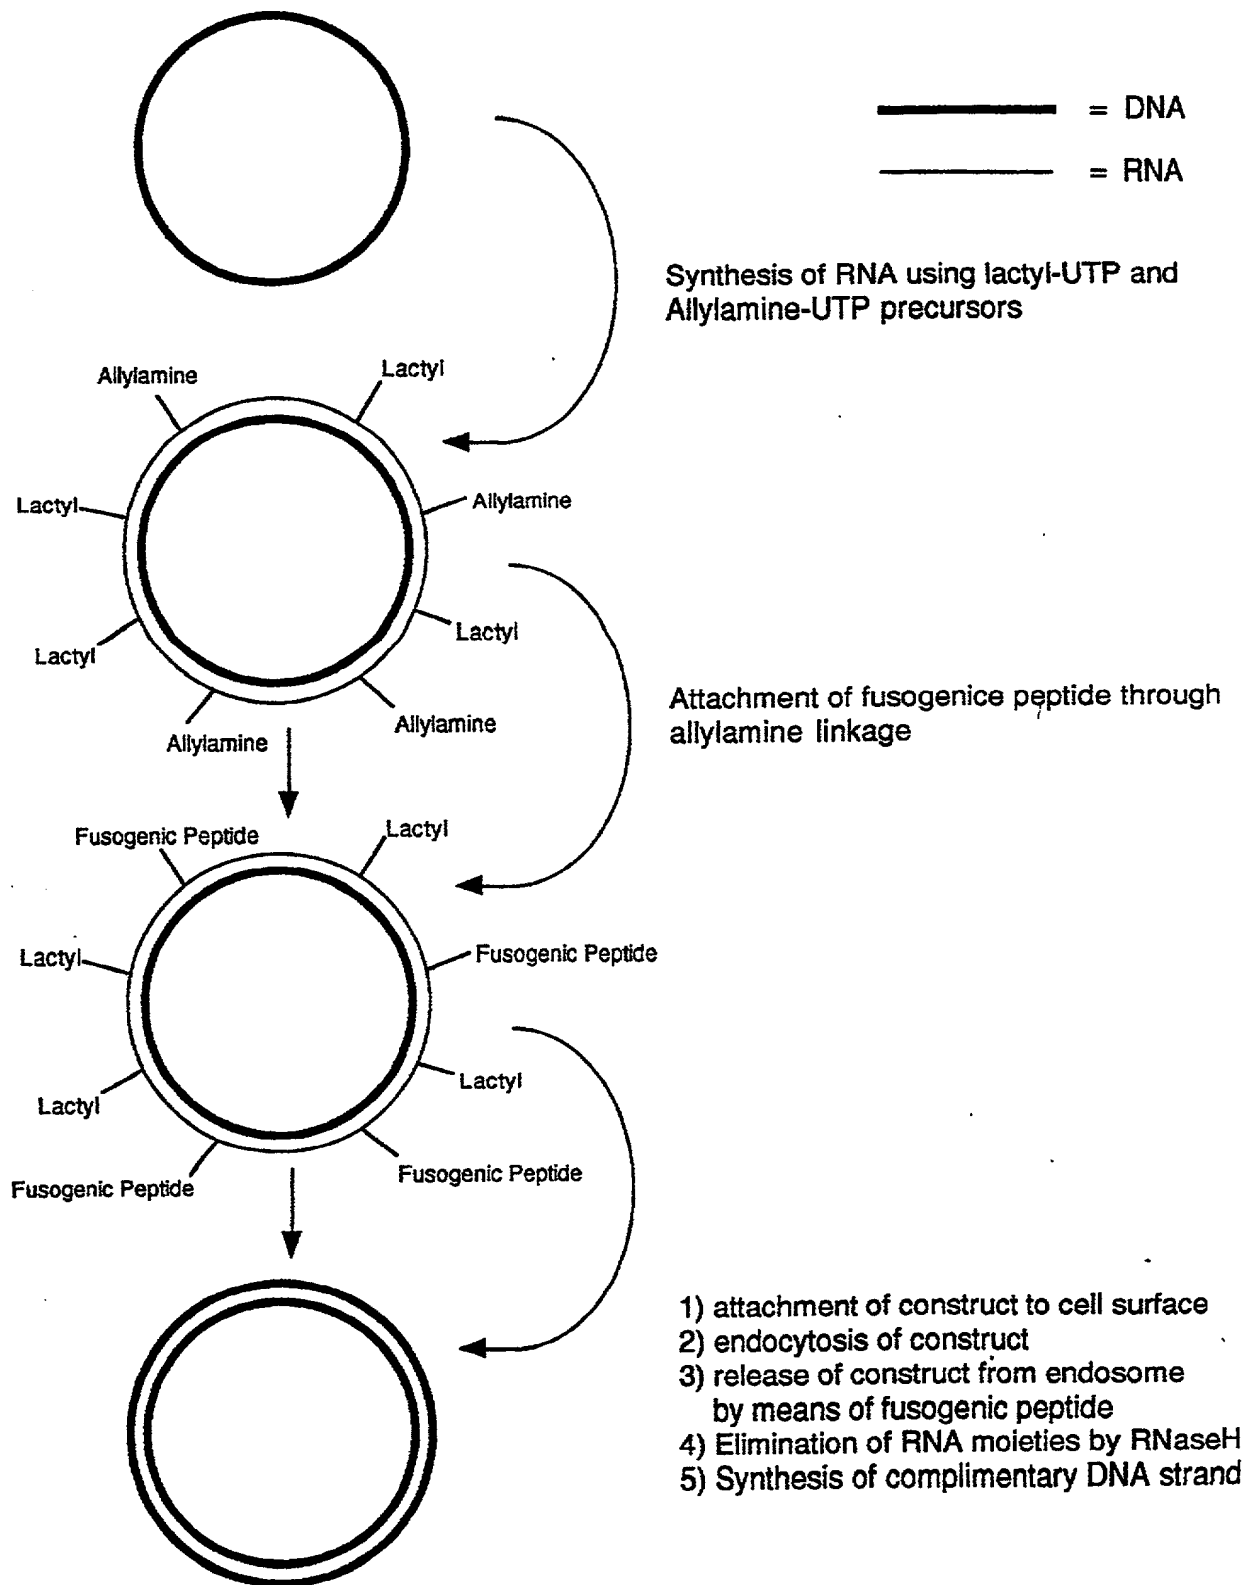 = DNA
= RNA
Synthesis of RNA using lactyl-UTP and
Allylamine-UTP precursors
Allylamine
Lactyl
Lactyl
Allylamine
Lactyl
Lactyl
Allylamine
Allylamine
Attachment of fusogenice peptide through
allylamine linkage
Fusogenic Peptide
Lactyl
Lactyl
Fusogenic Peptide
Lactyl
Lactyl
Fusogenic Peptide
Fusogenic Peptide
1) attachment of construct to cell surface
2) endocytosis of construct
3) release of construct from endosome
by means of fusogenic peptide
4) Elimination of RNA moieties by RNaseH
5) Synthesis of complimentary DNA strand